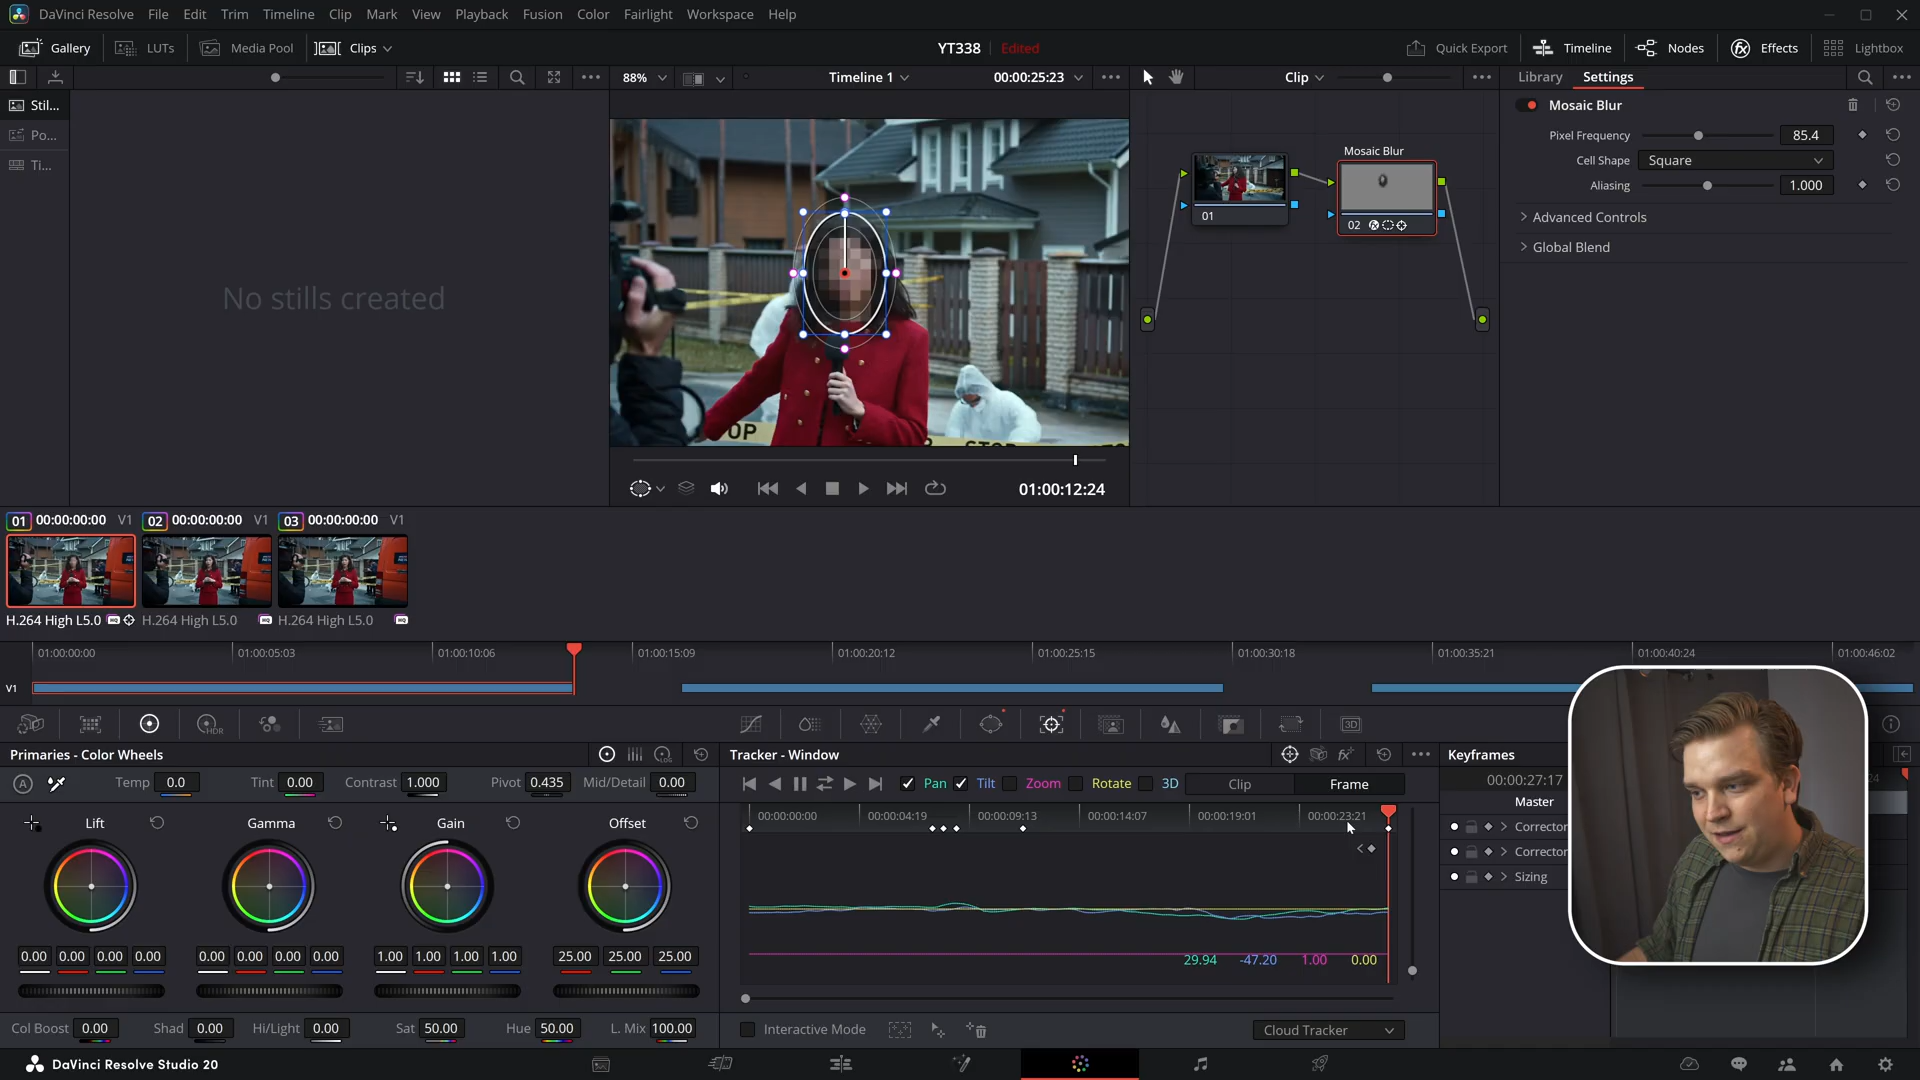 DaVinci Resolve File Edit Trim Timeline Clip Mark View Playback Fusion Color Fairlight Workspace Help
Gallery LUTs Media Pool Clips YT338 Edited Quick Export Timeline Nodes Effects Lightbox
88% Timeline 1 00:00:25:23 Clip Library Settings
Stil...
Po...
Ti...
No stills created
Mosaic Blur
01
02
Mosaic Blur
Pixel Frequency 85.4
Cell Shape Square
Aliasing 1.000
Advanced Controls
Global Blend
OP
STOP
01:00:12:24
01 00:00:00:00 V1 02 00:00:00:00 V1 03 00:00:00:00 V1
H.264 High L5.0 H.264 High L5.0 H.264 High L5.0
01:00:00:00 01:00:05:03 01:00:10:06 01:00:15:09 01:00:20:12 01:00:25:15 01:00:30:18 01:00:35:21 01:00:40:24 01:00:46:02
V1
HDR 3D
Primaries - Color Wheels
LOG
A Temp 0.0 Tint 0.00 Contrast 1.000 Pivot 0.435 Mid/Detail 0.00
Lift Gamma Gain Offset
0.00 0.00 0.00 0.00 0.00 0.00 0.00 0.00 1.00 1.00 1.00 1.00 25.00 25.00 25.00
Col Boost 0.00 Shad 0.00 Hi/Light 0.00 Sat 50.00 Hue 50.00 L. Mix 100.00
Tracker - Window
Pan Tilt Zoom Rotate 3D Clip Frame
00:00:00:00 00:00:04:19 00:00:09:13 00:00:14:07 00:00:19:01 00:00:23:21
29.94 -47.20 1.00 0.00
Interactive Mode Cloud Tracker
Keyframes
00:00:27:17
Master
Corrector
Corrector
Sizing
DaVinci Resolve Studio 20